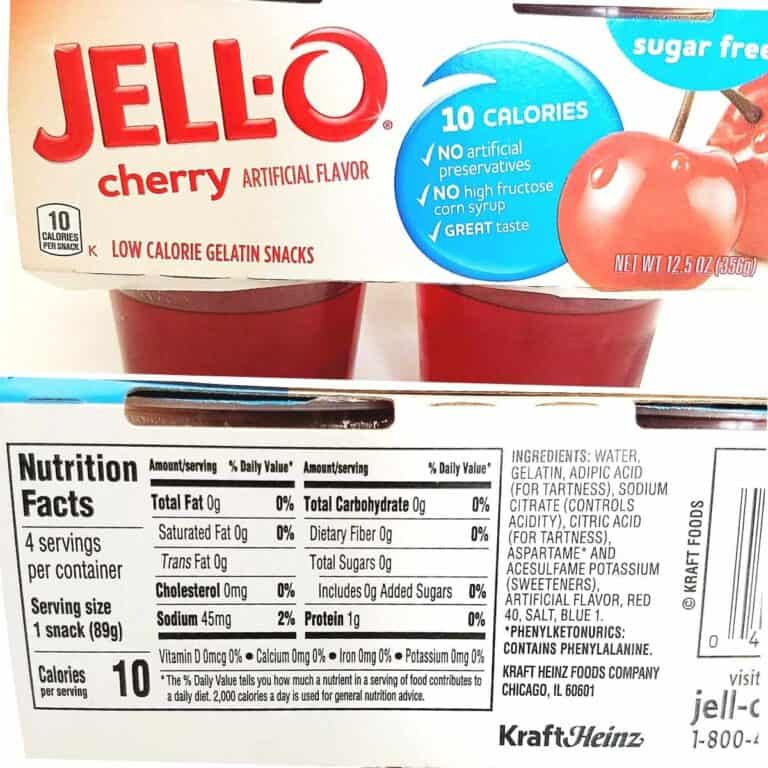 JELL-O®
sugar free
cherry ARTIFICIAL FLAVOR
10 CALORIES
✓ NO artificial
preservatives
✓ NO high fructose
corn syrup
✓ GREAT taste
10
CALORIES
PER SNACK
K LOW CALORIE GELATIN SNACKS
NET WT 12.5 OZ (356g)
Nutrition
Facts
4 servings
per container
Serving size
1 snack (89g)
Calories
per serving 10
Amount/serving % Daily Value*
Total Fat 0g 0%
Saturated Fat 0g 0%
Trans Fat 0g
Cholesterol 0mg 0%
Sodium 45mg 2%
Amount/serving % Daily Value*
Total Carbohydrate 0g 0%
Dietary Fiber 0g 0%
Total Sugars 0g
Includes 0g Added Sugars 0%
Protein 1g 0%
Vitamin D 0mcg 0% ● Calcium 0mg 0% ● Iron 0mg 0% ● Potassium 0mg 0%
*The % Daily Value tells you how much a nutrient in a serving of food contributes to
a daily diet. 2,000 calories a day is used for general nutrition advice.
INGREDIENTS: WATER,
GELATIN, ADIPIC ACID
(FOR TARTNESS), SODIUM
CITRATE (CONTROLS
ACIDITY), CITRIC ACID
(FOR TARTNESS),
ASPARTAME* AND
ACESULFAME POTASSIUM
(SWEETENERS),
ARTIFICIAL FLAVOR, RED
40, SALT, BLUE 1.
*PHENYLKETONURICS:
CONTAINS PHENYLALANINE.
KRAFT HEINZ FOODS COMPANY
CHICAGO, IL 60601
KraftHeinz
© KRAFT FOODS
0 4
visit
jell-
1-800-